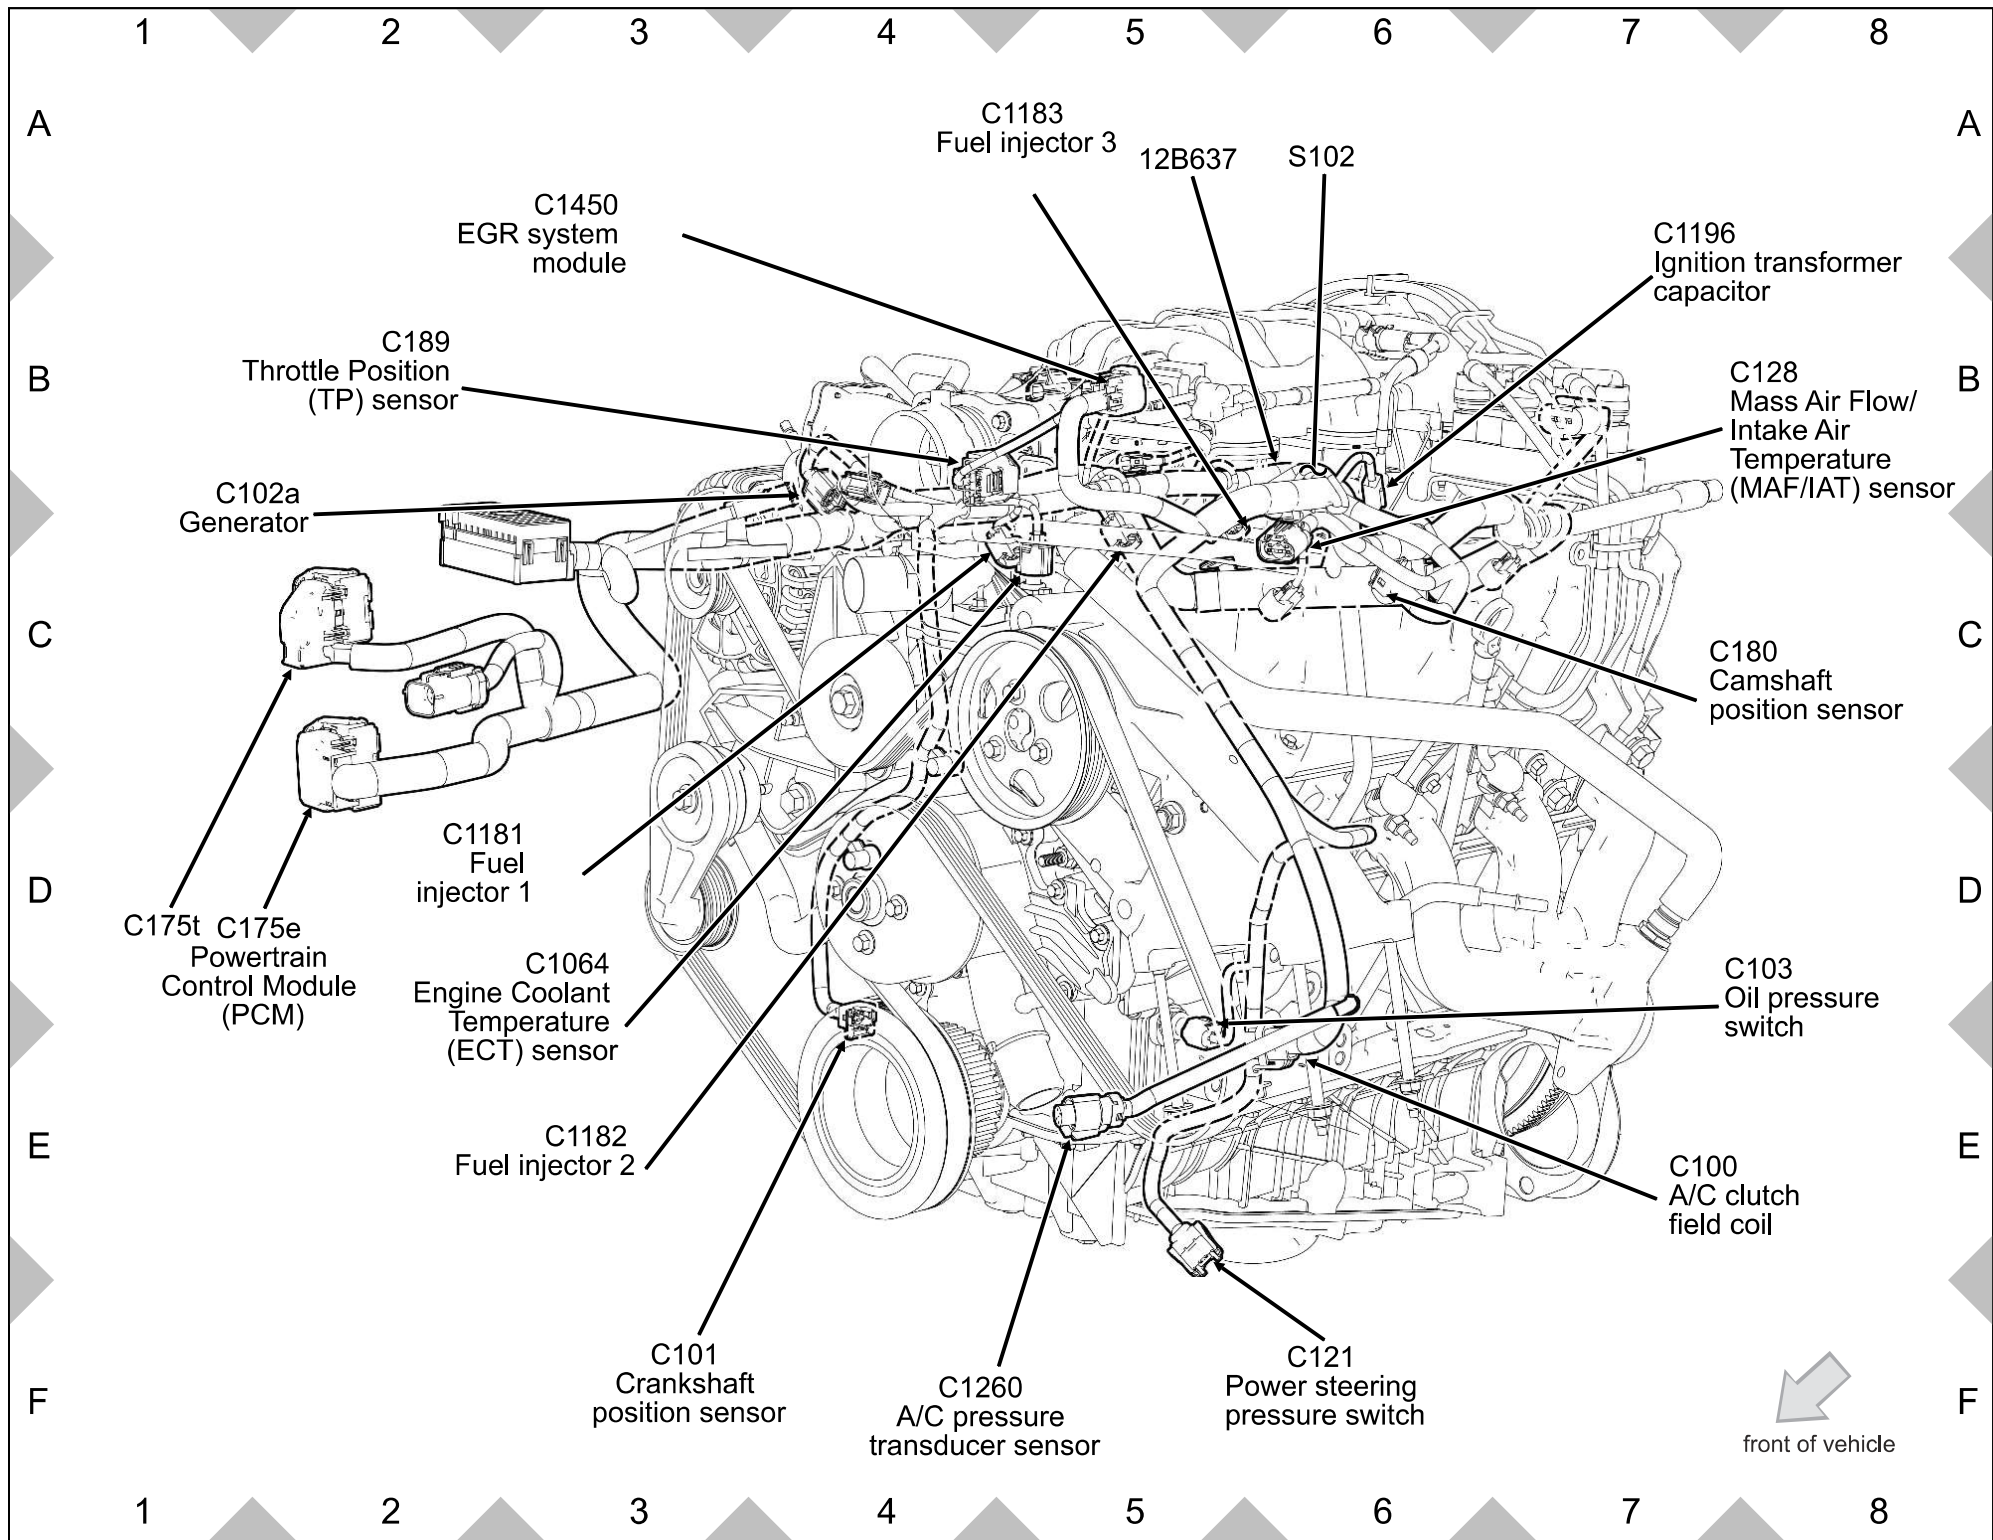 1 2 3 4 5 6 7 8
A A
C1183
Fuel injector 3
12B637
S102
C1450
EGR system
module
C1196
Ignition transformer
capacitor
B B
C189
Throttle Position
(TP) sensor
C128
Mass Air Flow/
Intake Air
Temperature
(MAF/IAT) sensor
C102a
Generator
C C
C180
Camshaft
position sensor
C1181
Fuel
injector 1
D D
C175t
C175e
Powertrain
Control Module
(PCM)
C1064
Engine Coolant
Temperature
(ECT) sensor
C103
Oil pressure
switch
C1182
Fuel injector 2
E E
C100
A/C clutch
field coil
C101
Crankshaft
position sensor
C1260
A/C pressure
transducer sensor
C121
Power steering
pressure switch
F F
front of vehicle
1 2 3 4 5 6 7 8